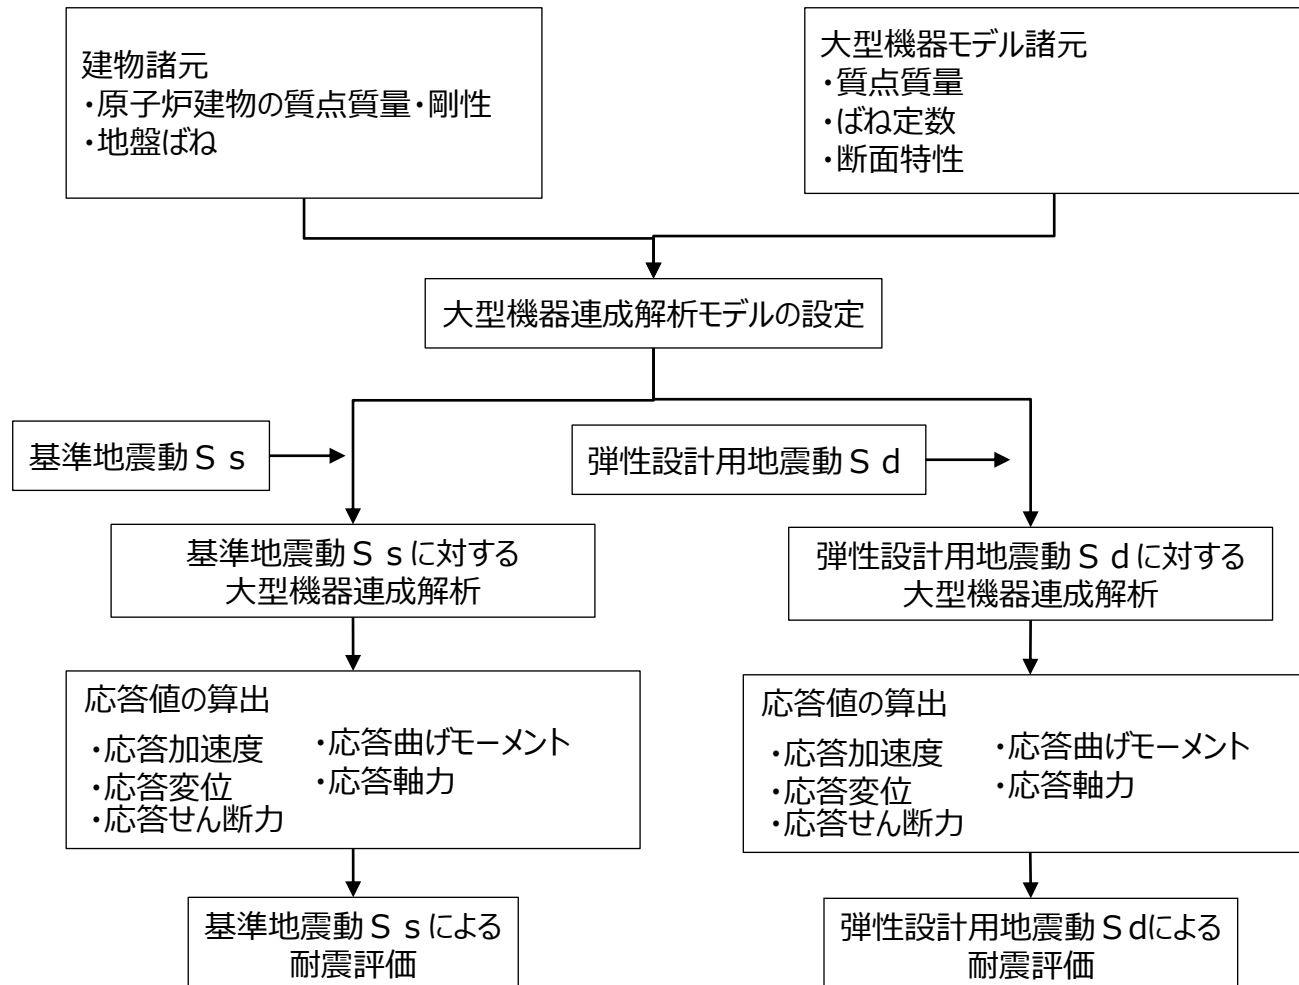 建物諸元
・原子炉建物の質点質量・剛性
・地盤ばね
大型機器モデル諸元
・質点質量
・ばね定数
・断面特性
大型機器連成解析モデルの設定
基準地震動Ｓｓ
弾性設計用地震動Ｓｄ
基準地震動Ｓｓに対する
大型機器連成解析
弾性設計用地震動Ｓｄに対する
大型機器連成解析
応答値の算出
・応答加速度
・応答変位
・応答せん断力
・応答曲げモーメント
・応答軸力
応答値の算出
・応答加速度
・応答変位
・応答せん断力
・応答曲げモーメント
・応答軸力
基準地震動Ｓｓによる
耐震評価
弾性設計用地震動Ｓdによる
耐震評価